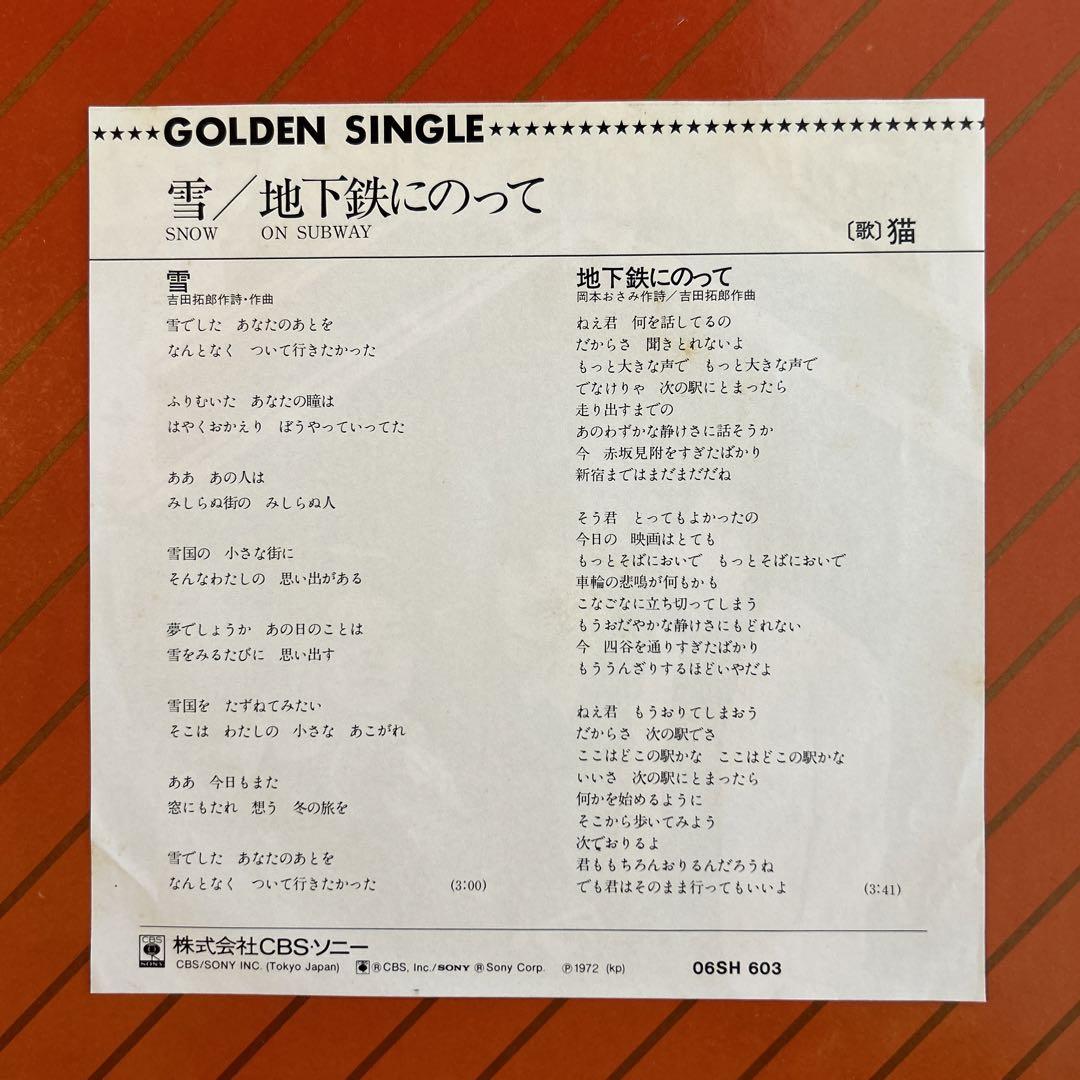 ★★★★GOLDEN SINGLE★★★★★★★★★★★★★★★★★★★★★★★★★★★★★★★★★★
雪／地下鉄にのって
SNOW ON SUBWAY
〔歌〕猫
雪
吉田拓郎作詩・作曲
雪でした あなたのあとを
なんとなく ついて行きたかった
ふりむいた あなたの瞳は
はやくおかえり ぼうやっていってた
ああ あの人は
みしらぬ街の みしらぬ人
雪国の 小さな街に
そんなわたしの 思い出がある
夢でしょうか あの日のことは
雪をみるたびに 思い出す
雪国を たずねてみたい
そこは わたしの 小さな あこがれ
ああ 今日もまた
窓にもたれ 想う 冬の旅を
雪でした あなたのあとを
なんとなく ついて行きたかった (3:00)
地下鉄にのって
岡本おさみ作詩／吉田拓郎作曲
ねえ君 何を話してるの
だからさ 聞きとれないよ
もっと大きな声で もっと大きな声で
でなけりゃ 次の駅にとまったら
走り出すまでの
あのわずかな静けさに話そうか
今 赤坂見附をすぎたばかり
新宿まではまだまだだね
そう君 とってもよかったの
今日の 映画はとても
もっとそばにおいで もっとそばにおいで
車輪の悲鳴が何もかも
こなごなに立ち切ってしまう
もうおだやかな静けさにもどれない
今 四谷を通りすぎたばかり
もううんざりするほどいやだよ
ねえ君 もうおりてしまおう
だからさ 次の駅でさ
ここはどこの駅かな ここはどこの駅かな
いいさ 次の駅にとまったら
何かを始めるように
そこから歩いてみよう
次でおりるよ
君ももちろんおりるんだろうね
でも君はそのまま行ってもいいよ (3:41)
CBS
SONY
株式会社CBS・ソニー
CBS/SONY INC. (Tokyo Japan) ®CBS, Inc./SONY ®Sony Corp. ℗1972 (kp)
06SH 603